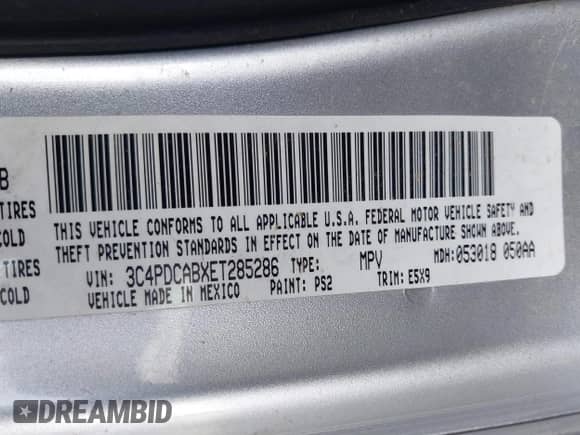 B
TIRES
COLD
TIRES
COLD
THIS VEHICLE CONFORMS TO ALL APPLICABLE U.S.A. FEDERAL MOTOR VEHICLE SAFETY AND
THEFT PREVENTION STANDARDS IN EFFECT ON THE DATE OF MANUFACTURE SHOWN ABOVE.
VIN: 3C4PDCABXET285286 TYPE: MPV MDH: 053018 050AA
VEHICLE MADE IN MEXICO PAINT: PS2 TRIM: E5X9
DREAMBID